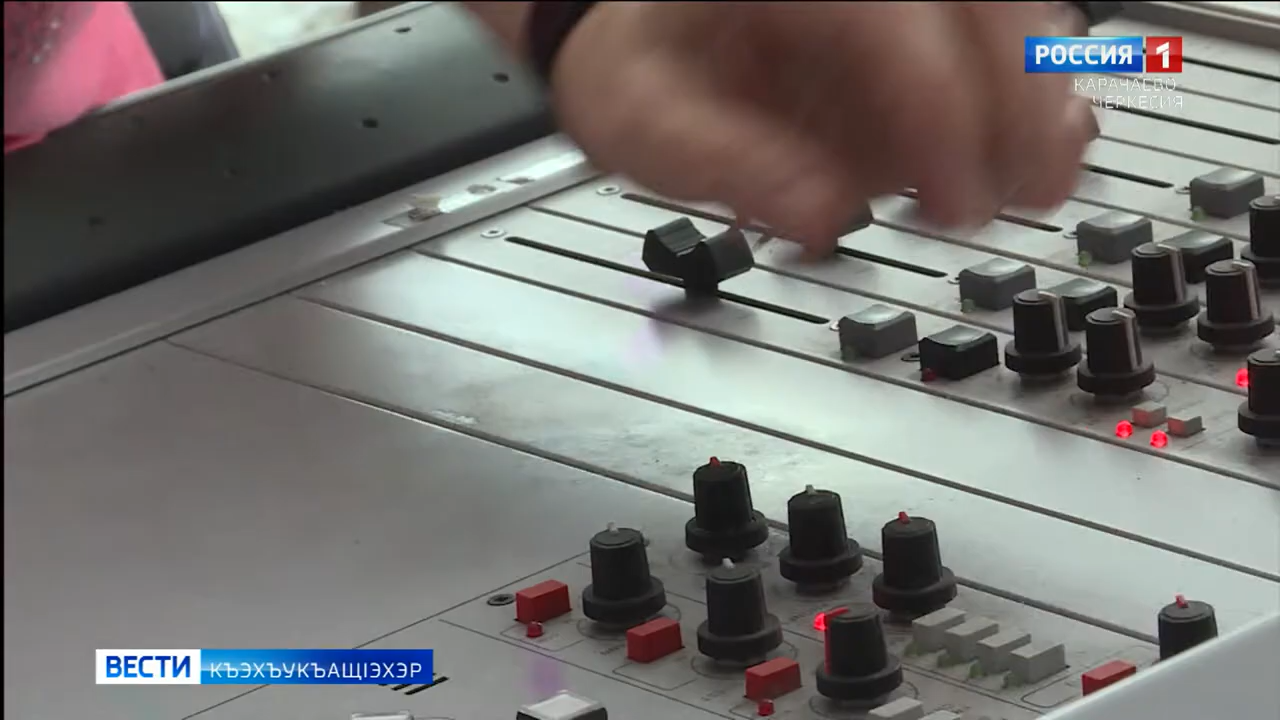 РОССИЯ 1
КАРАЧАЕВО
ЧЕРКЕСИЯ
ВЕСТИ КЪЭХЪУКЪАЩІЭХЭР